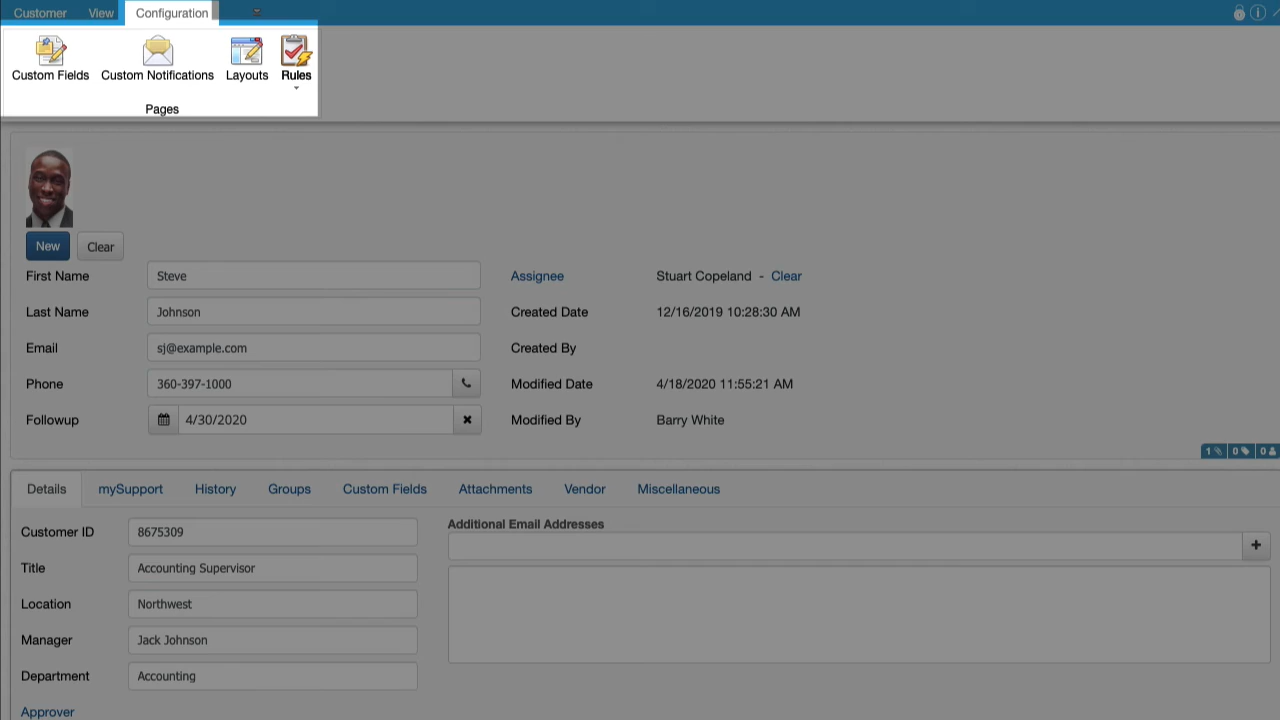 Customer View Configuration
Custom Fields Custom Notifications Layouts Rules
Pages
New Clear
First Name Steve Assignee Stuart Copeland - Clear
Last Name Johnson Created Date 12/16/2019 10:28:30 AM
Email sj@example.com Created By
Phone 360-397-1000 Modified Date 4/18/2020 11:55:21 AM
Followup 4/30/2020 Modified By Barry White
1 0 0
Details mySupport History Groups Custom Fields Attachments Vendor Miscellaneous
Customer ID 8675309 Additional Email Addresses
Title Accounting Supervisor
Location Northwest
Manager Jack Johnson
Department Accounting
Approver